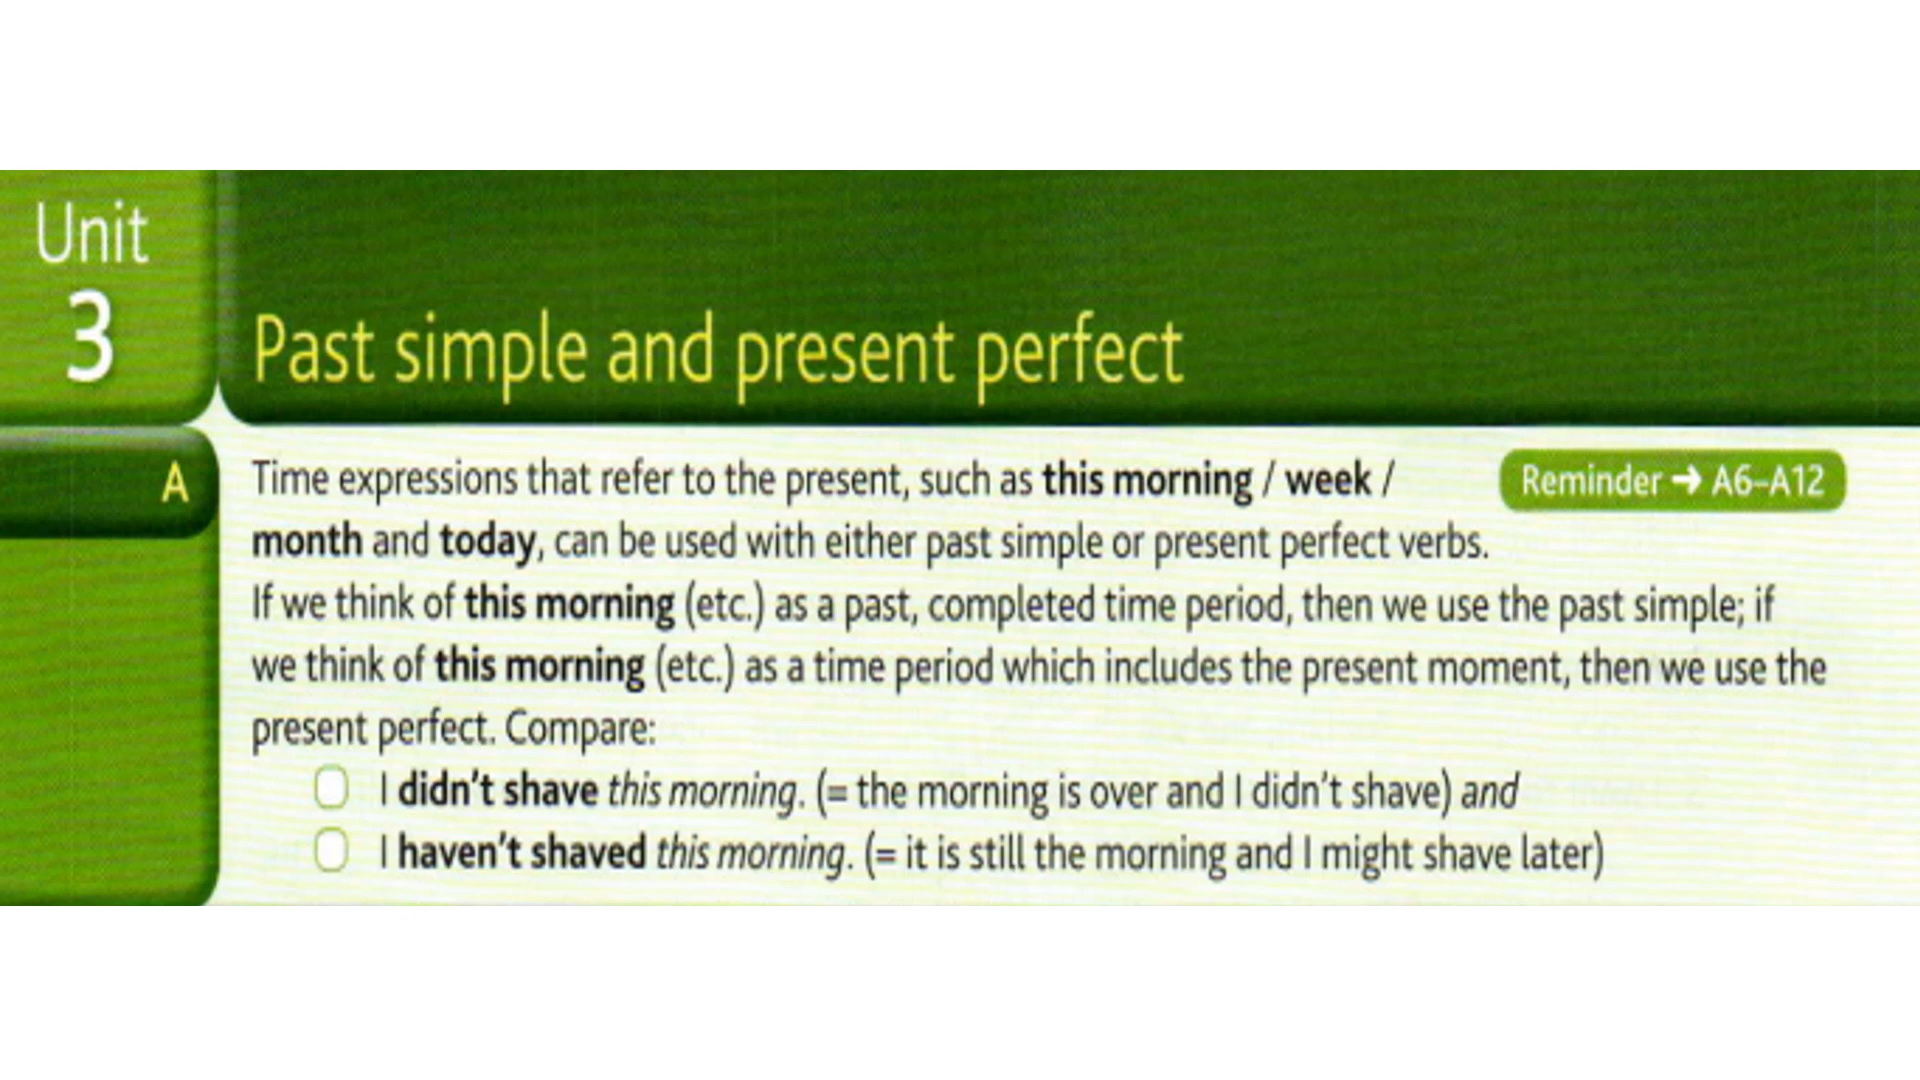 Unit
3
Past simple and present perfect
A
Time expressions that refer to the present, such as this morning / week /
Reminder → A6–A12
month and today, can be used with either past simple or present perfect verbs.
If we think of this morning (etc.) as a past, completed time period, then we use the past simple; if
we think of this morning (etc.) as a time period which includes the present moment, then we use the
present perfect. Compare:
I didn't shave this morning. (= the morning is over and I didn't shave) and
I haven't shaved this morning. (= it is still the morning and I might shave later)